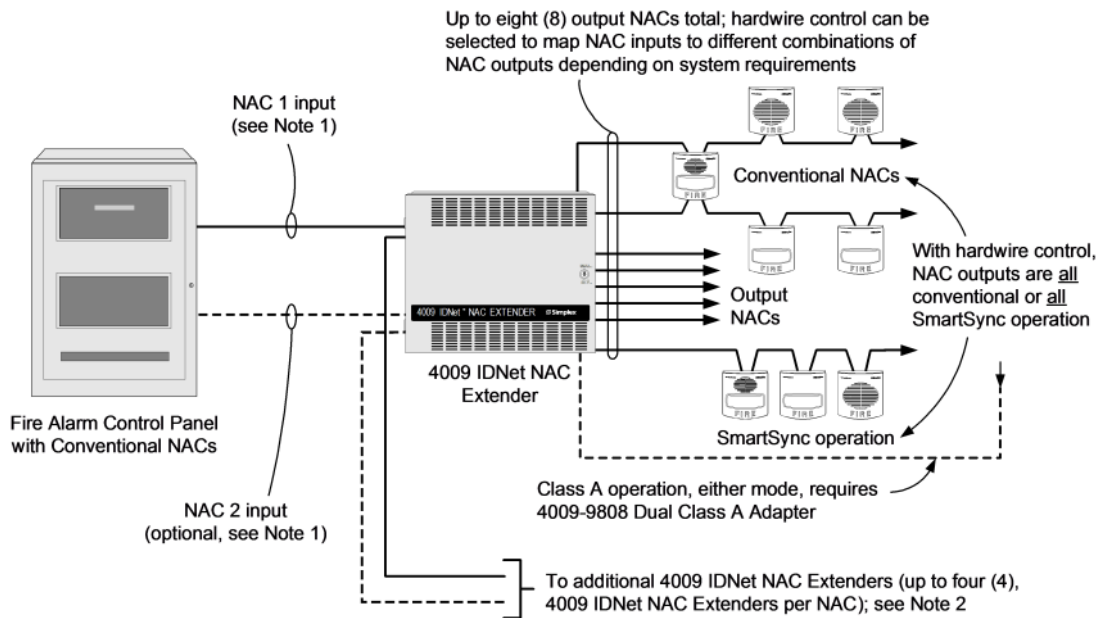 Up to eight (8) output NACs total; hardwire control can be
selected to map NAC inputs to different combinations of
NAC outputs depending on system requirements
NAC 1 input
(see Note 1)
FIRE
FIRE
FIRE
Conventional NACs
FIRE
FIRE
With hardwire control,
NAC outputs are all
conventional or all
SmartSync operation
Output
NACs
4009 IDNet™ NAC EXTENDER
Simplex
4009 IDNet NAC
Extender
FIRE
FIRE
FIRE
SmartSync operation
Fire Alarm Control Panel
with Conventional NACs
NAC 2 input
(optional, see Note 1)
Class A operation, either mode, requires
4009-9808 Dual Class A Adapter
To additional 4009 IDNet NAC Extenders (up to four (4),
4009 IDNet NAC Extenders per NAC); see Note 2